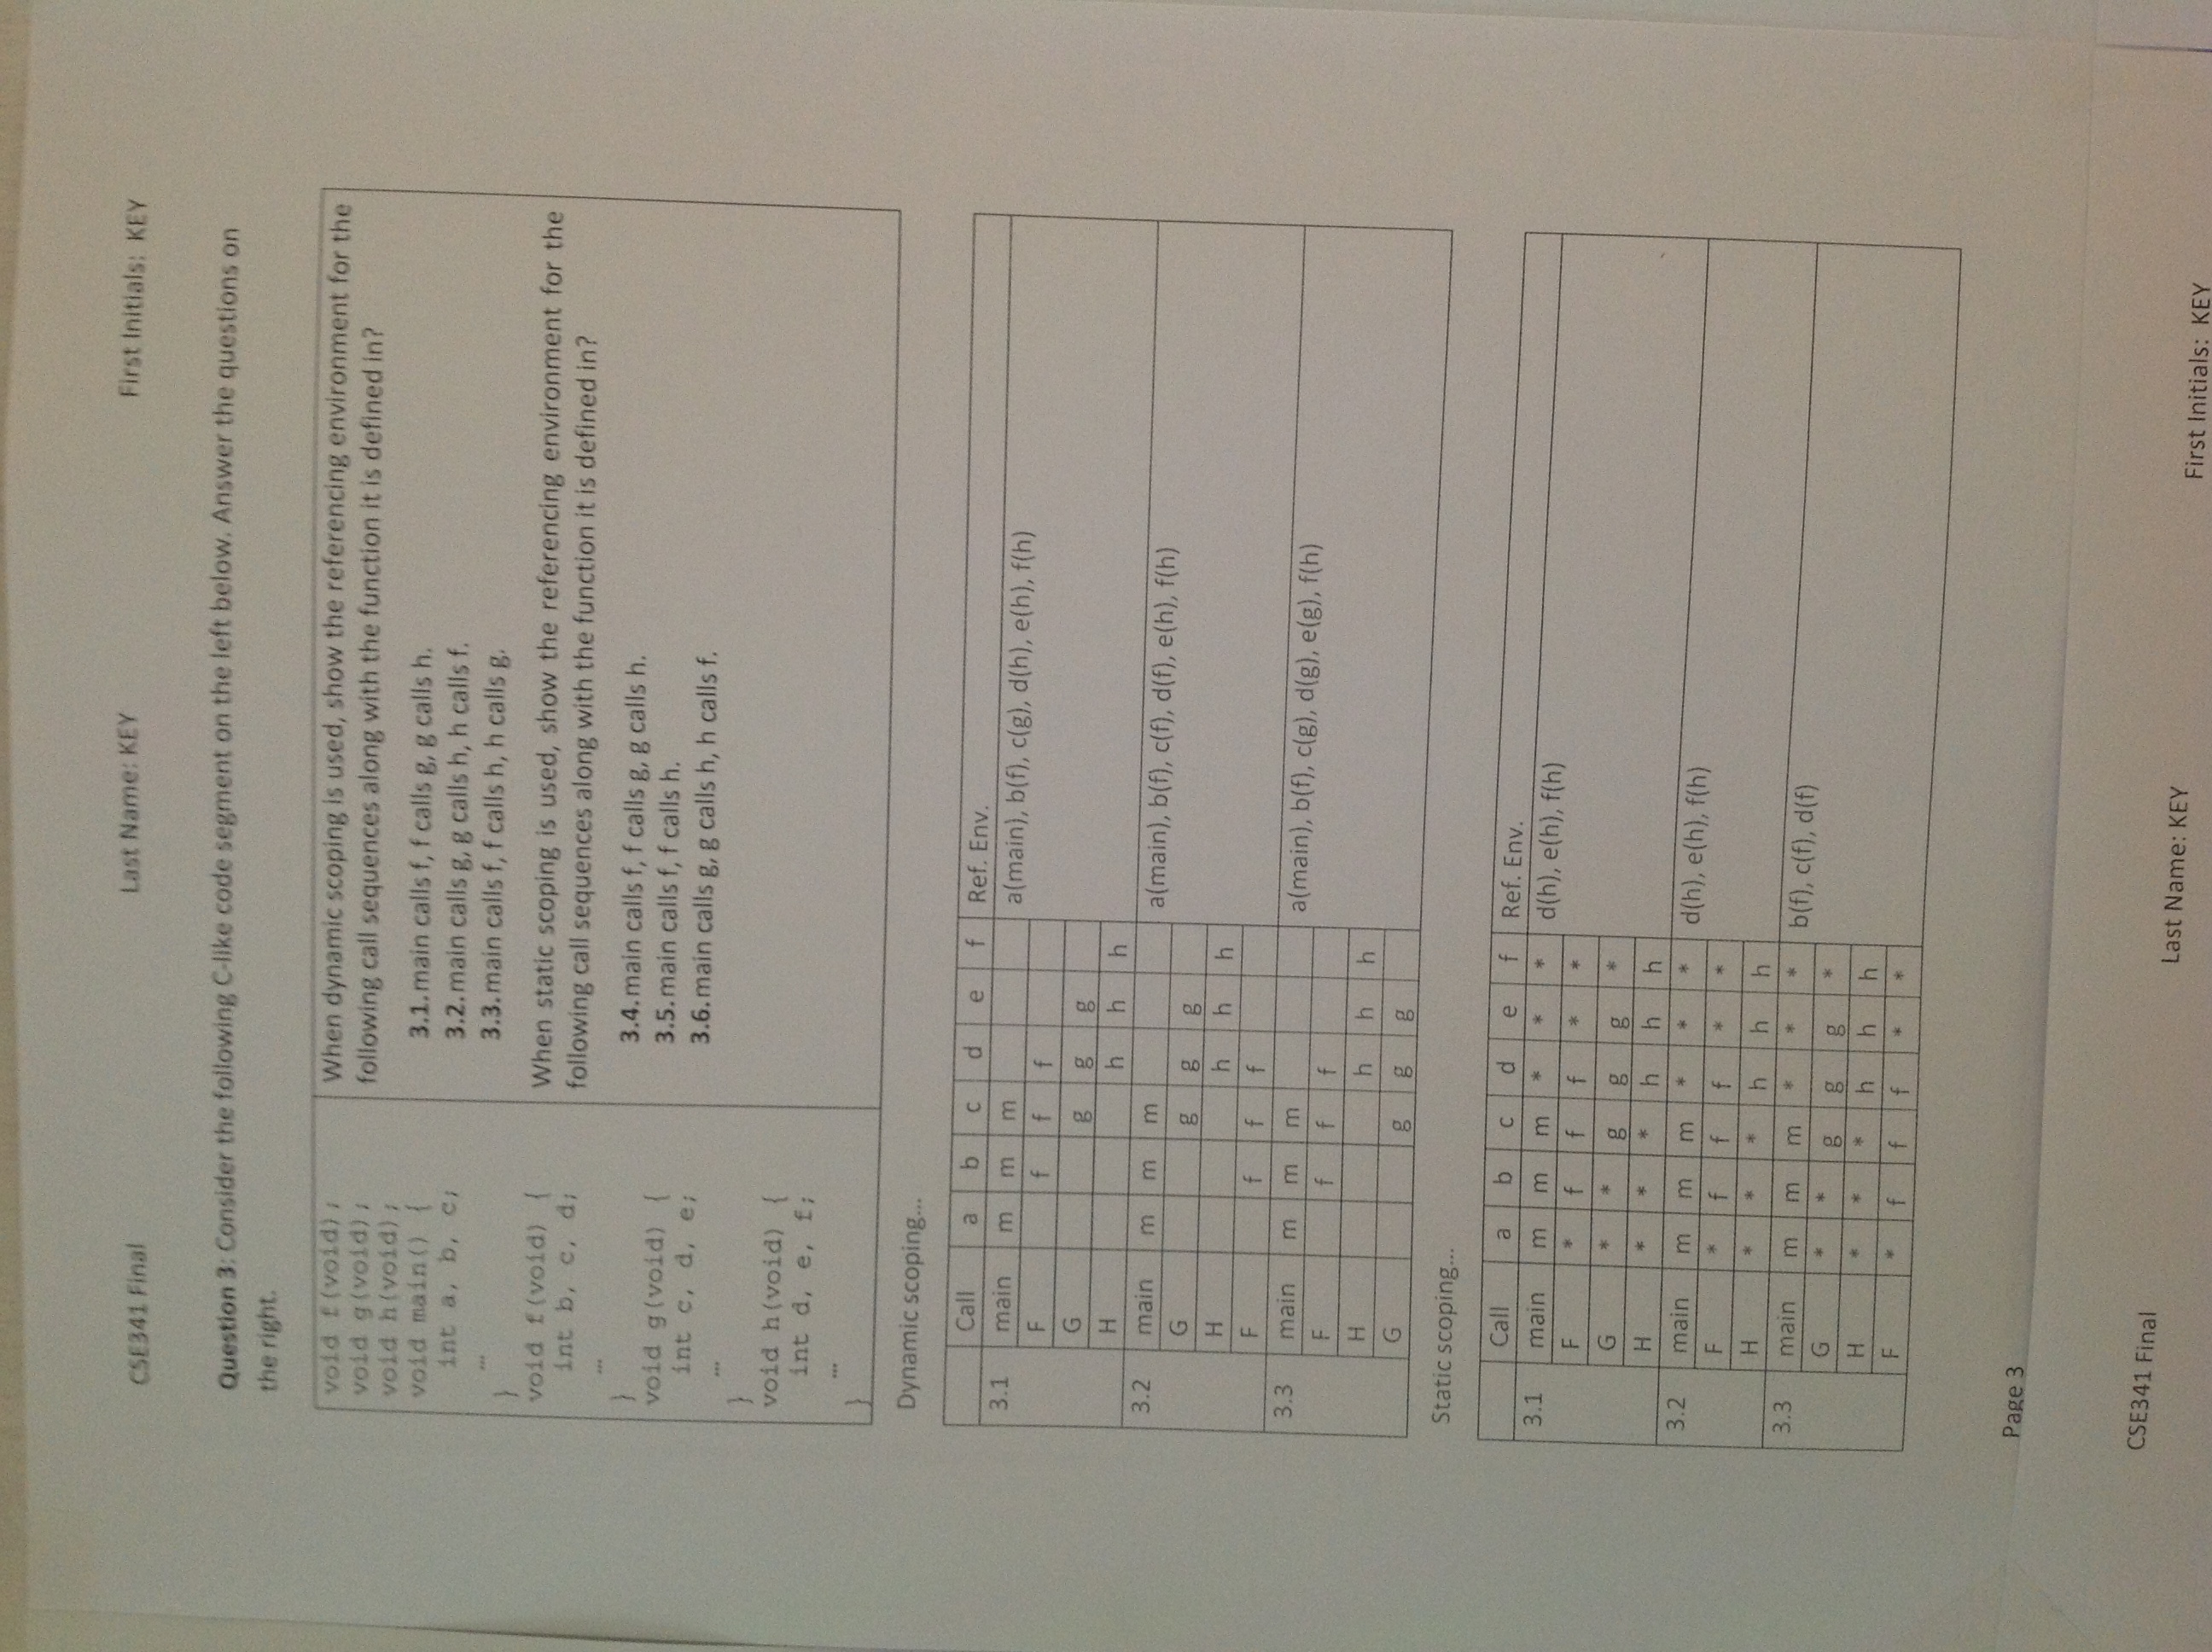 CSE341 Final Last Name: KEY First Initials: KEY
Question 3: Consider the following C-like code segment on the left below. Answer the questions on
the right.
void f(void);
void g(void);
void h(void);
void main() {
int a, b, c;
…
}
void f(void) {
int b, c, d;
…
}
void g(void) {
int c, d, e;
…
}
void h(void) {
int d, e, f;
…
}
When dynamic scoping is used, show the referencing environment for the
following call sequences along with the function it is defined in?
3.1. main calls f, f calls g, g calls h.
3.2. main calls g, g calls h, h calls f.
3.3. main calls f, f calls h, h calls g.
When static scoping is used, show the referencing environment for the
following call sequences along with the function it is defined in?
3.4. main calls f, f calls g, g calls h.
3.5. main calls f, f calls h.
3.6. main calls g, g calls h, h calls f.
Dynamic scoping...
Call a b c d e f Ref. Env.
3.1 main m m m a(main), b(f), c(g), d(h), e(h), f(h)
F f f f
G g g g
H h h h
3.2 main m m m a(main), b(f), c(f), d(f), e(h), f(h)
G g g g
H h h h
F f f f
3.3 main m m m a(main), b(f), c(g), d(g), e(g), f(h)
F f f f
H h h h
G g g g
Static scoping...
Call a b c d e f Ref. Env.
3.1 main m m m * * * d(h), e(h), f(h)
F * f f f * *
G * * g g g *
H * * * h h h
3.2 main m m m * * * d(h), e(h), f(h)
F * f f f * *
H * * * h h h
3.3 main m m m * * * b(f), c(f), d(f)
G * * g g g *
H * * * h h h
F * f f f * *
Page 3
CSE341 Final Last Name: KEY First Initials: KEY